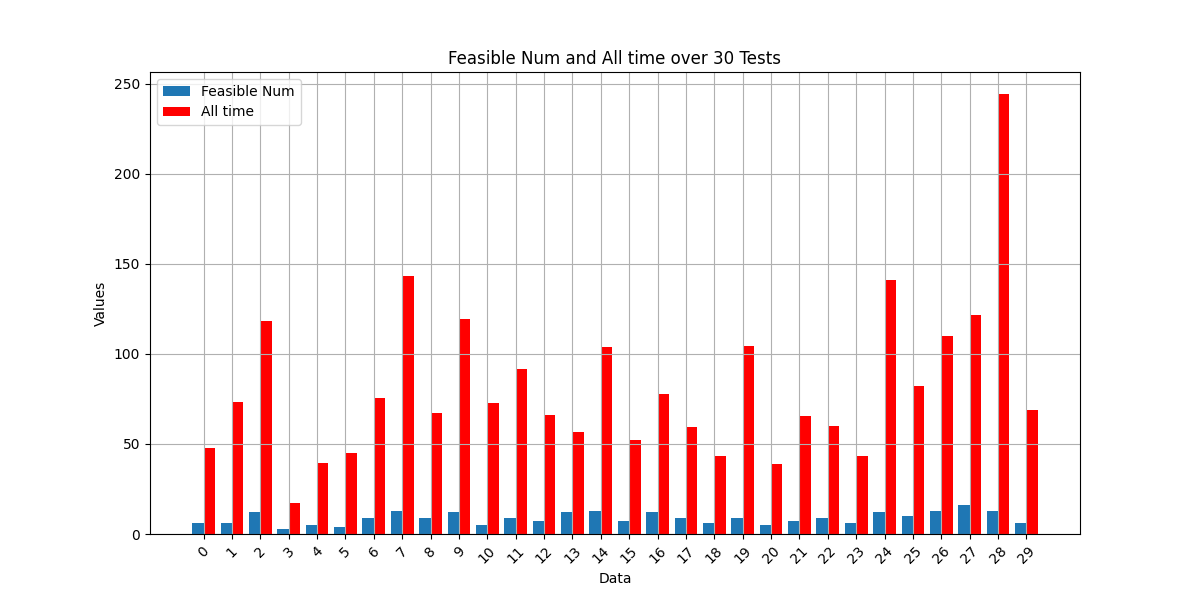 Feasible Num and All time over 30 Tests
250
200
150
100
50
0
Values
Feasible Num
All time
0 1 2 3 4 5 6 7 8 9 10 11 12 13 14 15 16 17 18 19 20 21 22 23 24 25 26 27 28 29
Data